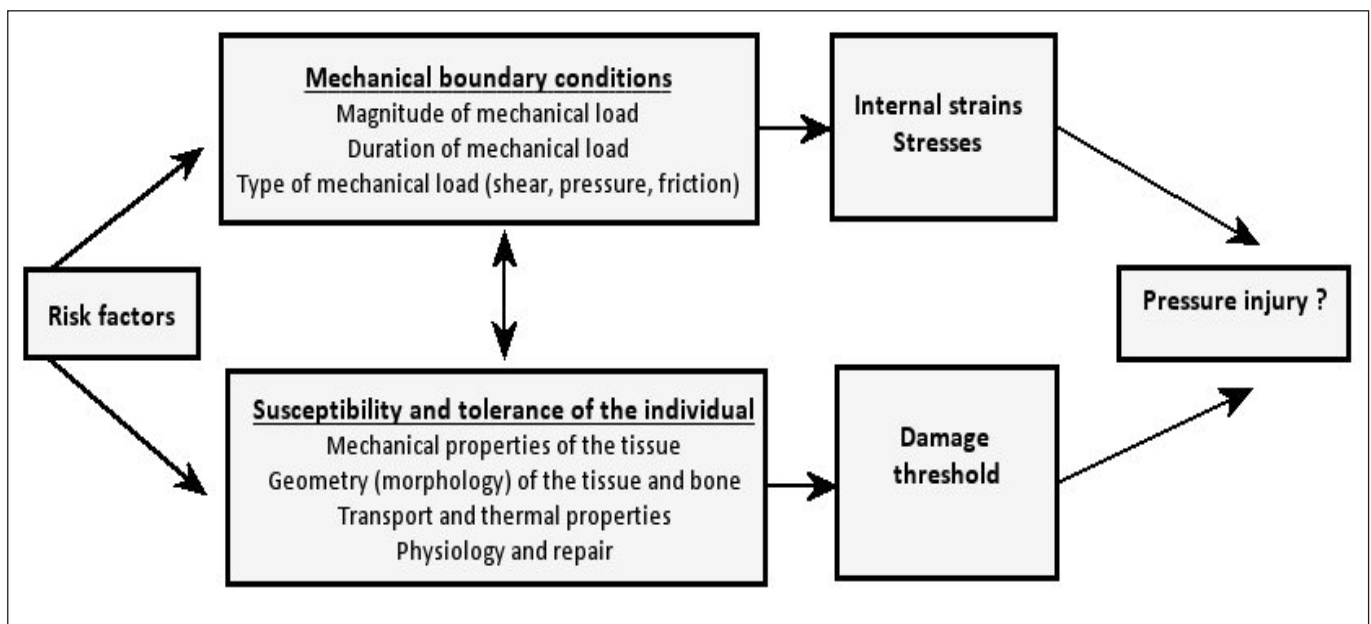 Mechanical boundary conditions
Magnitude of mechanical load
Duration of mechanical load
Type of mechanical load (shear, pressure, friction)
Internal strains
Stresses
Risk factors
Pressure injury ?
Susceptibility and tolerance of the individual
Mechanical properties of the tissue
Geometry (morphology) of the tissue and bone
Transport and thermal properties
Physiology and repair
Damage
threshold